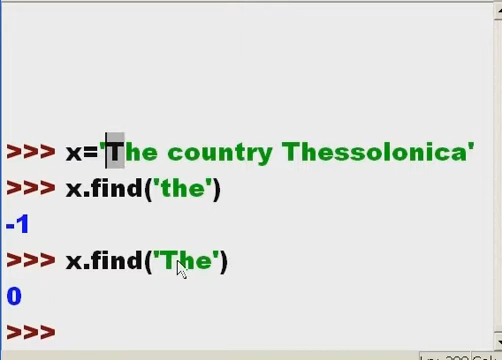 >>> x='The country Thessolonica'
>>> x.find('the')
-1
>>> x.find('The')
0
>>>